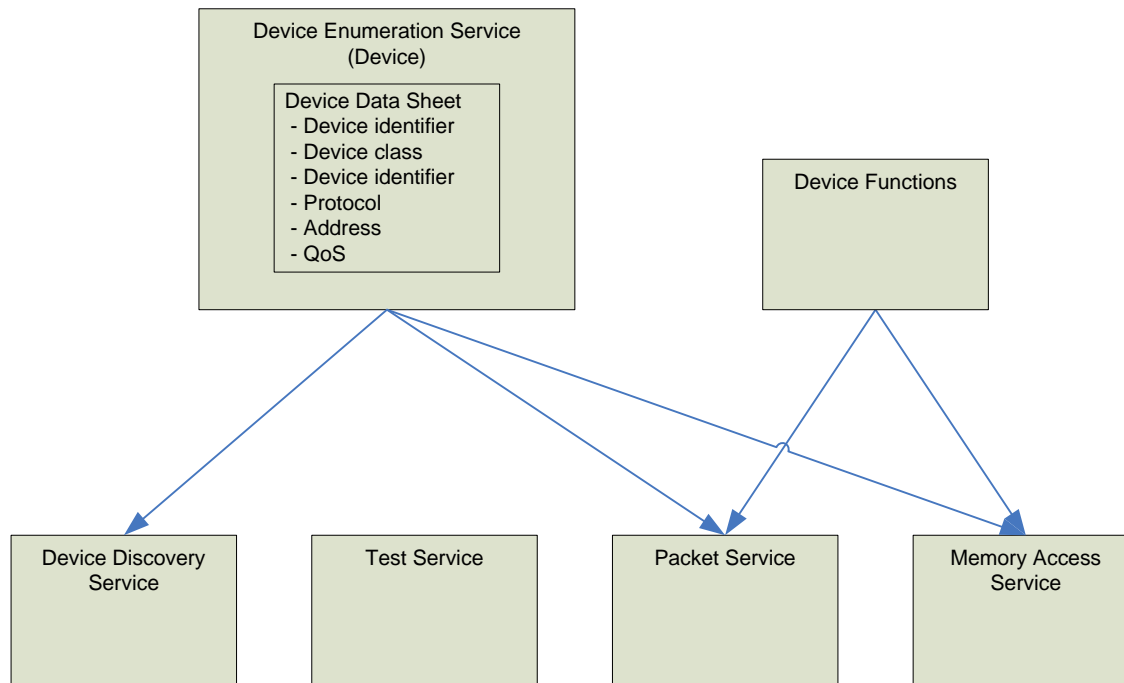 Device Enumeration Service
(Device)
Device Data Sheet
- Device identifier
- Device class
- Device identifier
- Protocol
- Address
- QoS
Device Functions
Device Discovery
Service
Test Service
Packet Service
Memory Access
Service